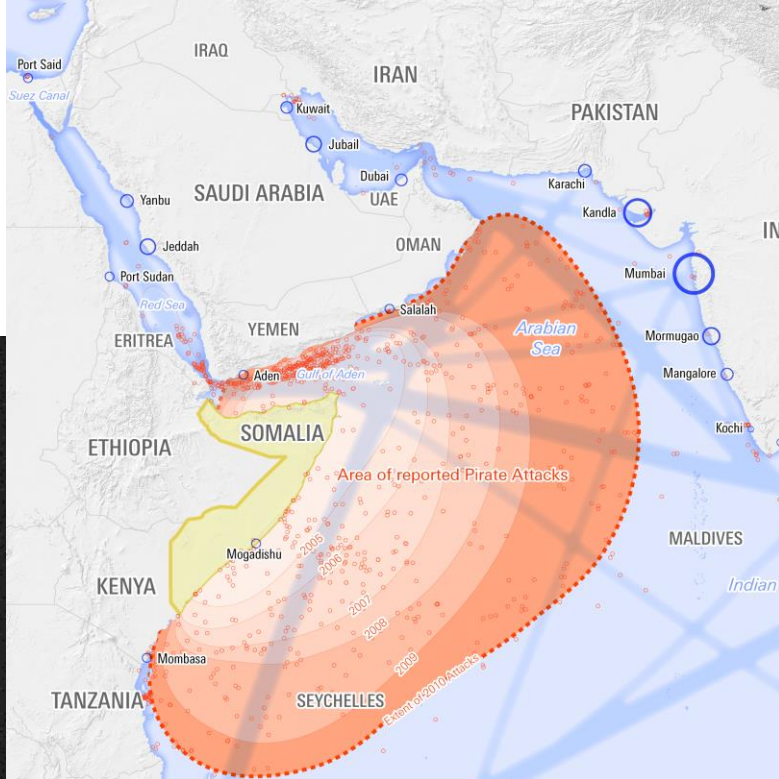 IRAQ
Port Said
IRAN
Suez Canal
Kuwait
PAKISTAN
Jubail
Dubai
Karachi
SAUDI ARABIA
Yanbu
UAE
Kandla
IN
Jeddah
OMAN
Mumbai
Port Sudan
Red Sea
Salalah
Arabian
Sea
YEMEN
ERITREA
Mormugao
Aden
Gulf of Aden
Mangalore
SOMALIA
Kochi
ETHIOPIA
Area of reported Pirate Attacks
MALDIVES
2005
Mogadishu
2006
Indian
KENYA
2007
2008
2009
Mombasa
Extent of 2010 Attacks
TANZANIA
SEYCHELLES